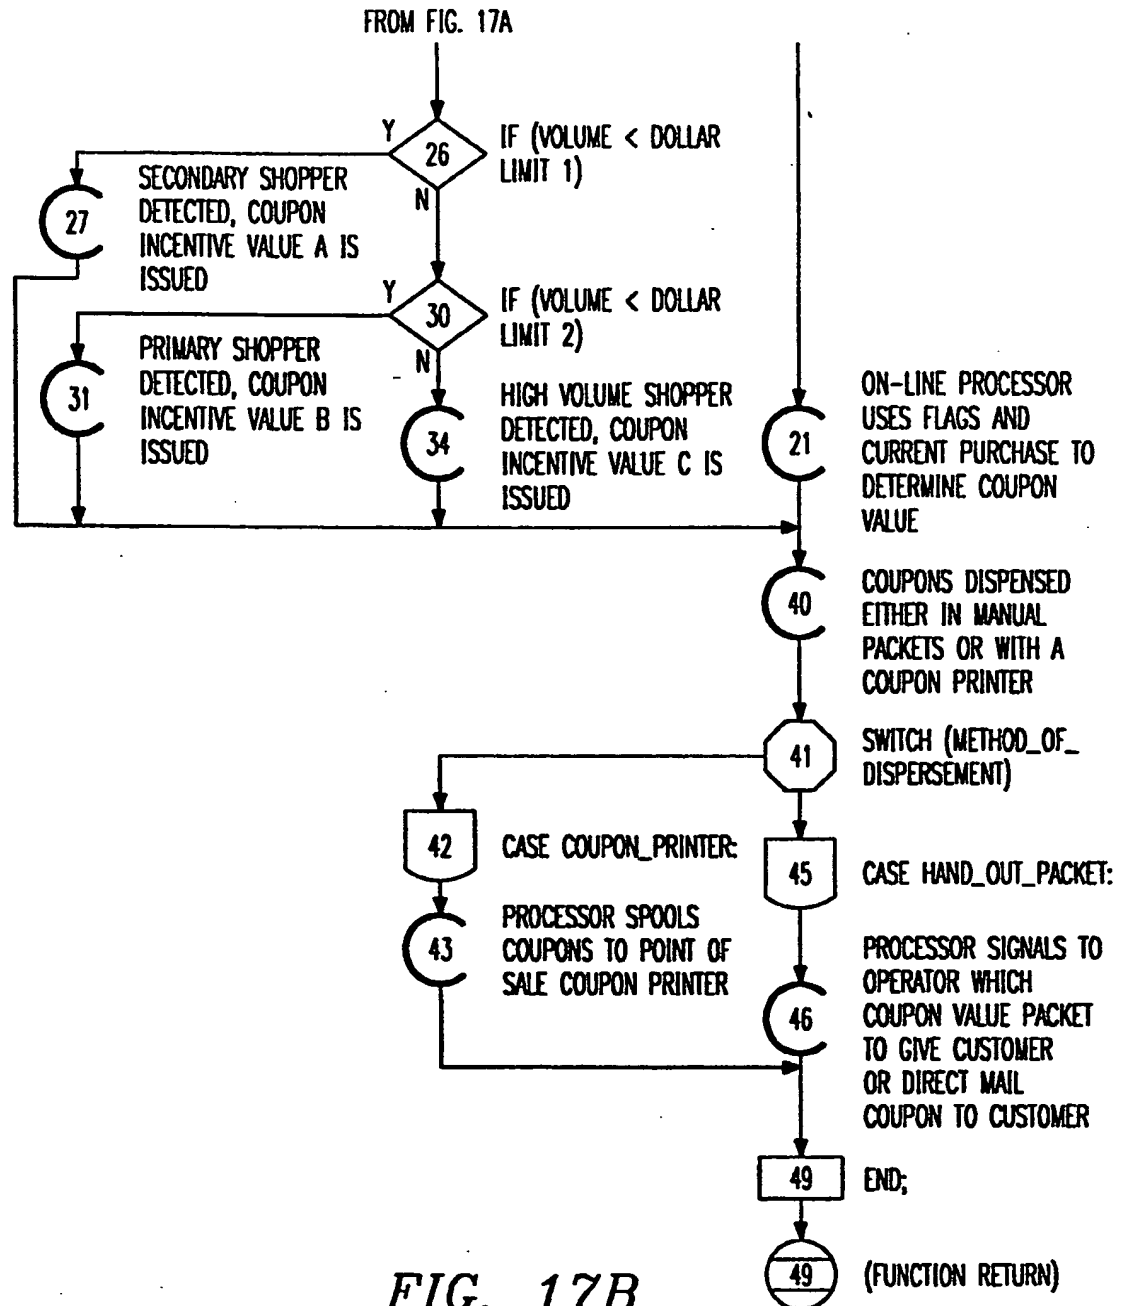 FROM FIG. 17A
Y
26
IF (VOLUME < DOLLAR
LIMIT 1)
N
27
SECONDARY SHOPPER
DETECTED, COUPON
INCENTIVE VALUE A IS
ISSUED
Y
30
IF (VOLUME < DOLLAR
LIMIT 2)
N
31
PRIMARY SHOPPER
DETECTED, COUPON
INCENTIVE VALUE B IS
ISSUED
34
HIGH VOLUME SHOPPER
DETECTED, COUPON
INCENTIVE VALUE C IS
ISSUED
21
ON-LINE PROCESSOR
USES FLAGS AND
CURRENT PURCHASE TO
DETERMINE COUPON
VALUE
40
COUPONS DISPENSED
EITHER IN MANUAL
PACKETS OR WITH A
COUPON PRINTER
41
SWITCH (METHOD_OF_
DISPERSEMENT)
42
CASE COUPON_PRINTER:
45
CASE HAND_OUT_PACKET:
43
PROCESSOR SPOOLS
COUPONS TO POINT OF
SALE COUPON PRINTER
46
PROCESSOR SIGNALS TO
OPERATOR WHICH
COUPON VALUE PACKET
TO GIVE CUSTOMER
OR DIRECT MAIL
COUPON TO CUSTOMER
49
END;
49
(FUNCTION RETURN)
FIG. 17B